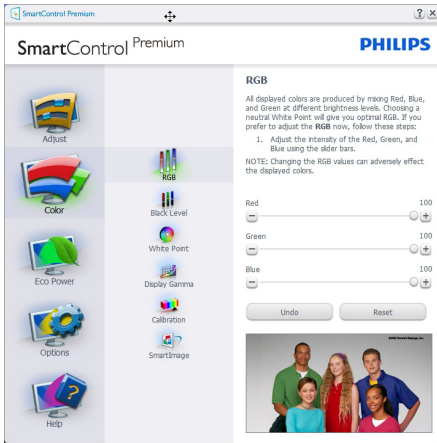 SmartControl Premium
SmartControl Premium
PHILIPS
Adjust
Color
Eco Power
Options
Help
RGB
Black Level
White Point
Display Gamma
Calibration
SmartImage
RGB
All displayed colors are produced by mixing Red, Blue,
and Green at different brightness levels. Choosing a
neutral White Point will give you optimal RGB. If you
prefer to adjust the RGB now, follow these steps:
1. Adjust the intensity of the Red, Green, and
Blue using the slider bars.
NOTE: Changing the RGB values can adversely effect
the displayed colors.
Red 100
Green 100
Blue 100
Undo Reset